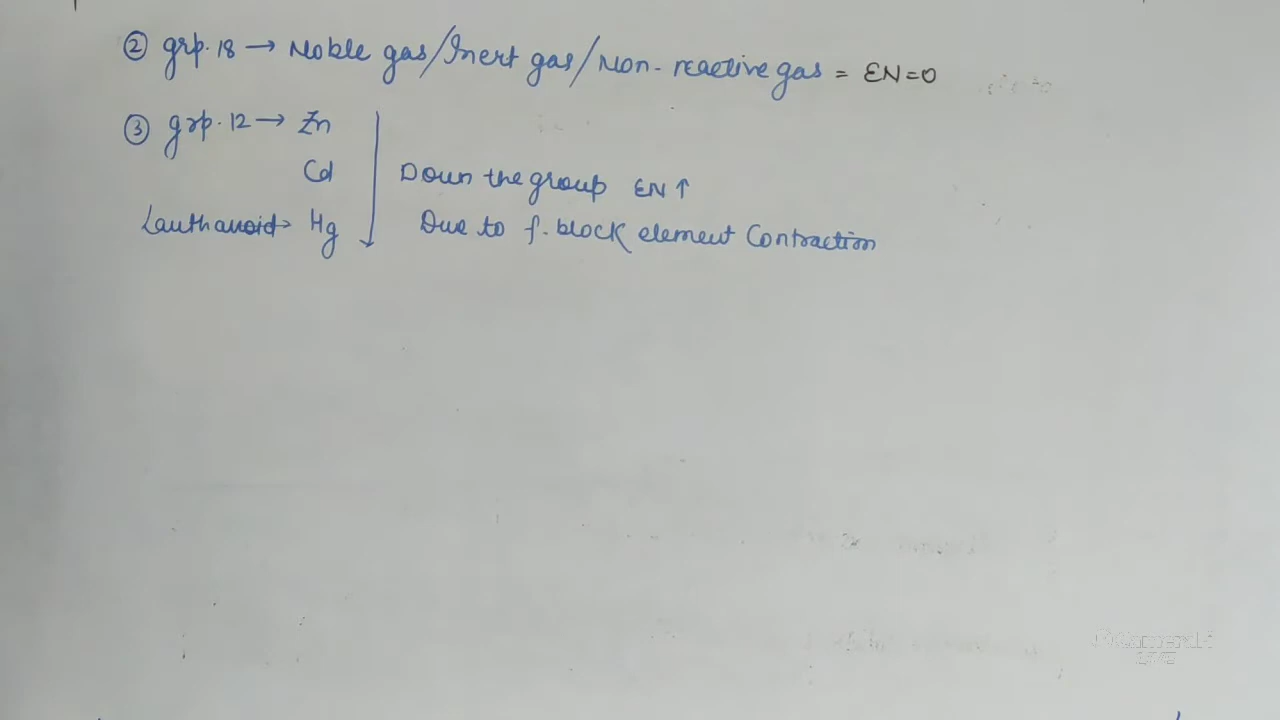 ② grp. 18 → Noble gas/Inert gas/Non-reactive gas = EN=0
③ grp. 12 → Zn
Cd
Down the group EN ↑
Lanthanoid → Hg
Due to f-block element Contraction